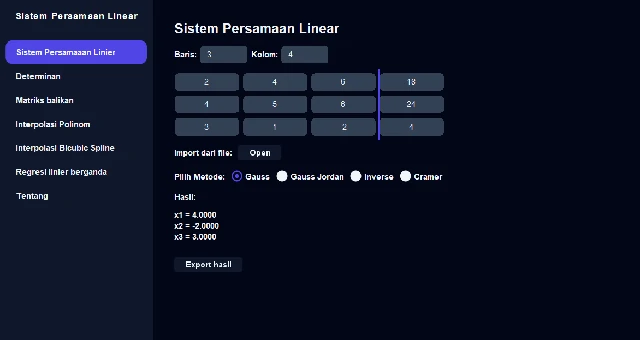 Sistem Persamaan Linear
Sistem Persamaaan Linier
Determinan
Matriks balikan
Interpolasi Polinom
Interpolasi Bicubic Spline
Regresi linier berganda
Tentang
Sistem Persamaan Linear
Baris: 3 Kolom: 4
2 4 6 18
4 5 6 24
3 1 2 4
Import dari file: Open
Pilih Metode: Gauss Gauss Jordan Inverse Cramer
Hasil:
x1 = 4.0000
x2 = -2.0000
x3 = 3.0000
Export hasil